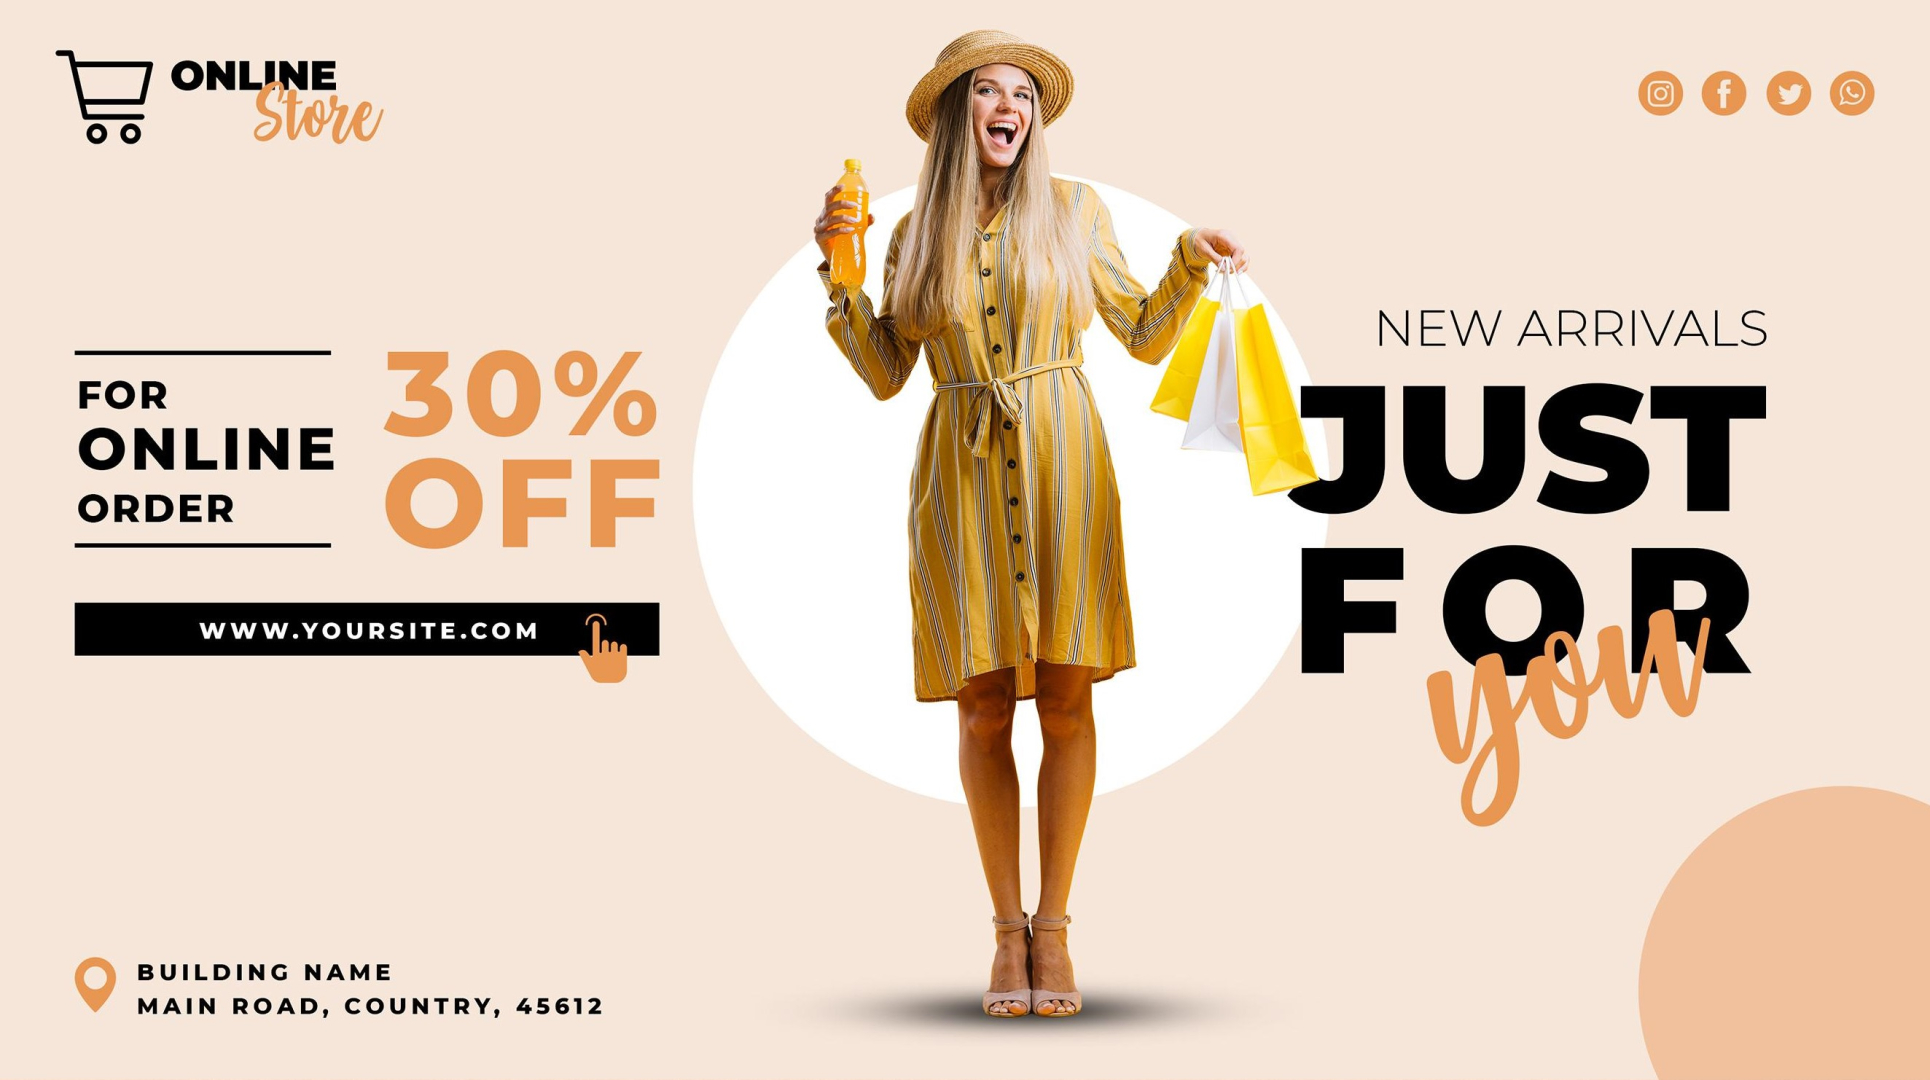 ONLINE
Store
FOR
ONLINE
ORDER
30%
OFF
WWW.YOURSITE.COM
NEW ARRIVALS
JUST
FOR
you
BUILDING NAME
MAIN ROAD, COUNTRY, 45612